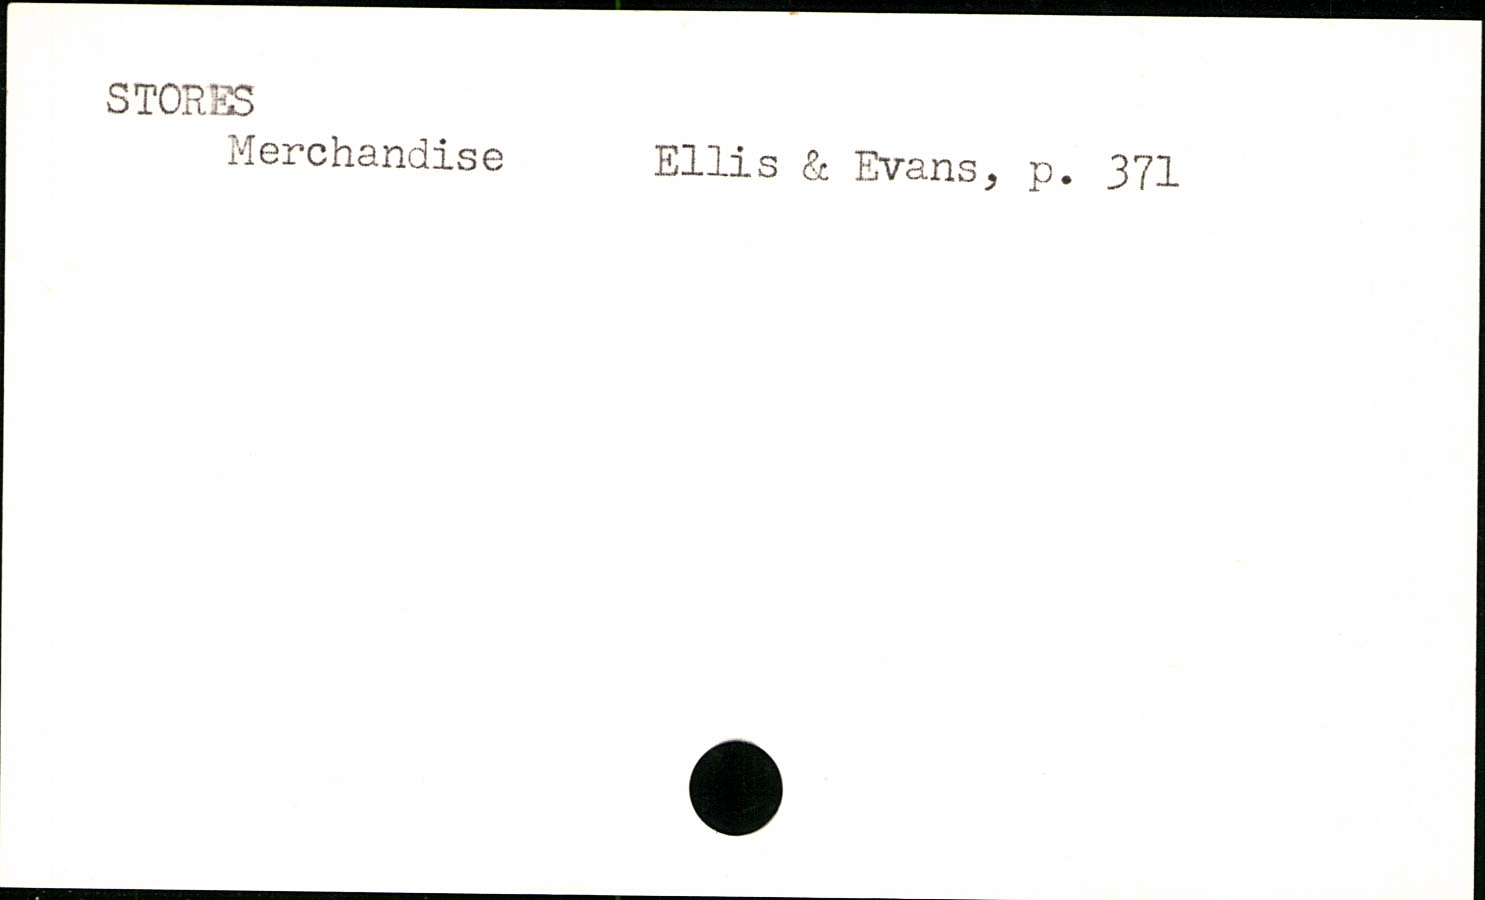 STORES
Merchandise Ellis & Evans, p. 371